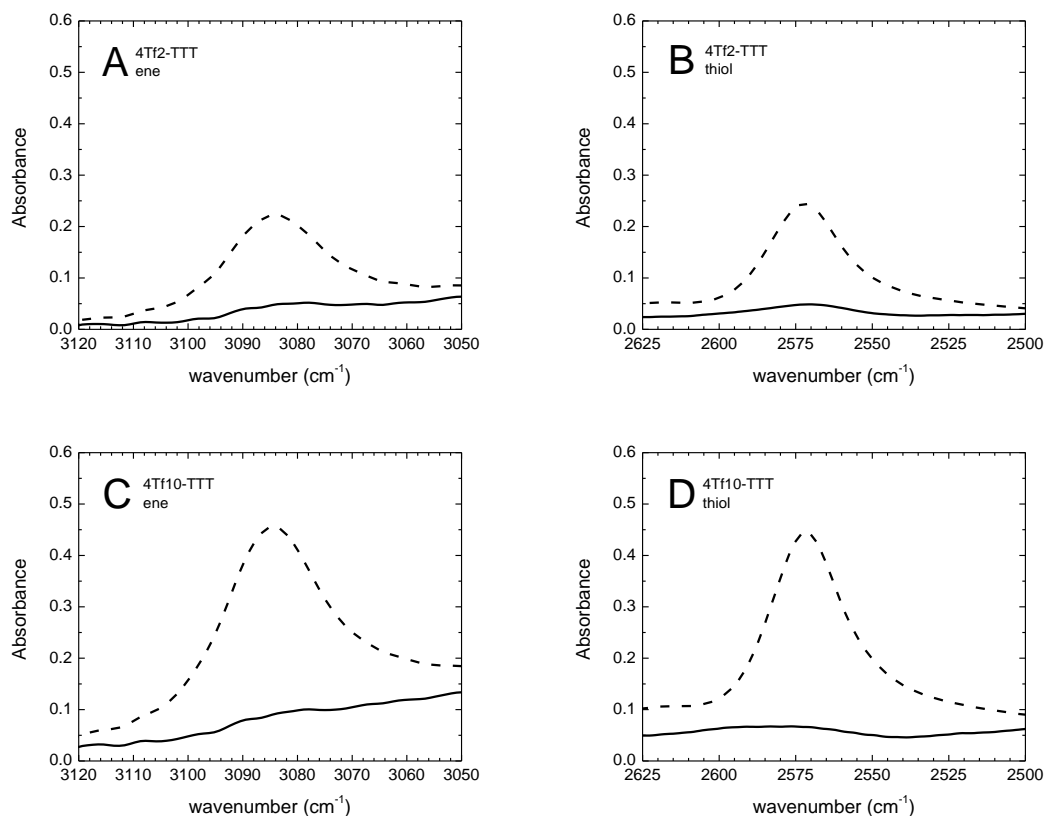 0.6
0.5
0.4
0.3
0.2
0.1
0.0
Absorbance
A 4Tf2-TTT
ene
3120 3110 3100 3090 3080 3070 3060 3050
wavenumber (cm⁻¹)
0.6
0.5
0.4
0.3
0.2
0.1
0.0
Absorbance
B 4Tf2-TTT
thiol
2625 2600 2575 2550 2525 2500
wavenumber (cm⁻¹)
0.6
0.5
0.4
0.3
0.2
0.1
0.0
Absorbance
C 4Tf10-TTT
ene
3120 3110 3100 3090 3080 3070 3060 3050
wavenumber (cm⁻¹)
0.6
0.5
0.4
0.3
0.2
0.1
0.0
Absorbance
D 4Tf10-TTT
thiol
2625 2600 2575 2550 2525 2500
wavenumber (cm⁻¹)